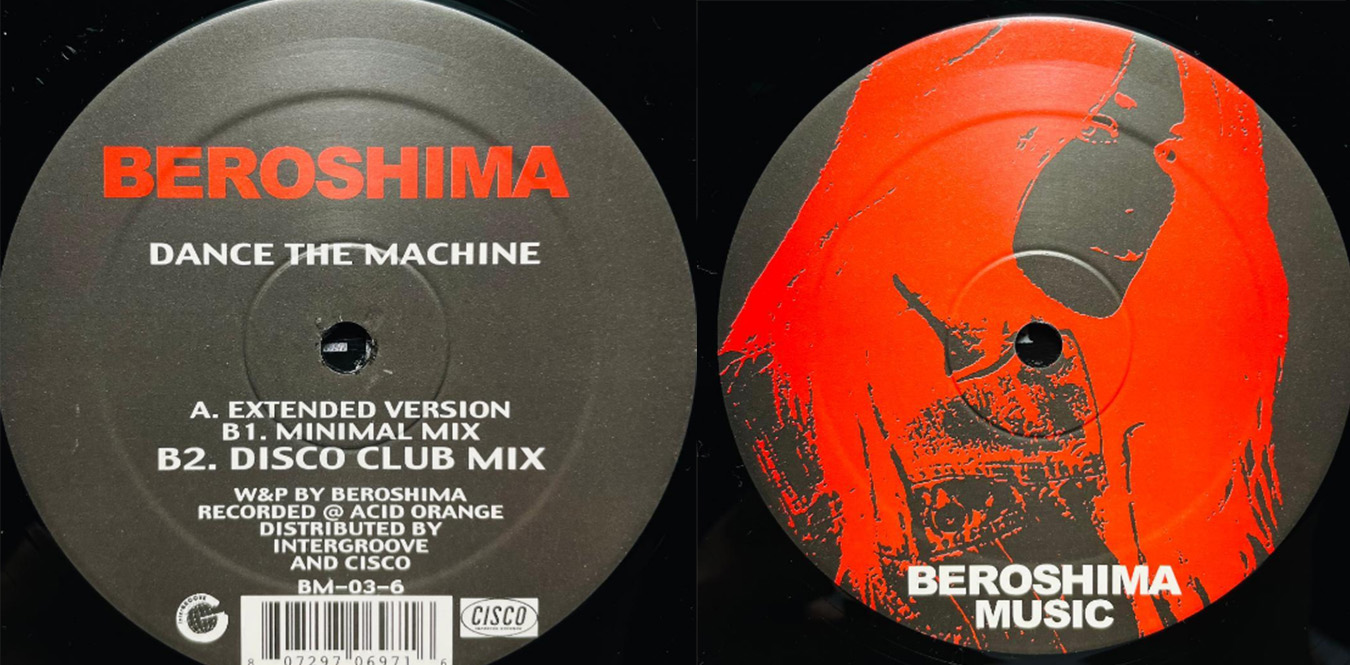 BEROSHIMA
DANCE THE MACHINE
A. EXTENDED VERSION
B1. MINIMAL MIX
B2. DISCO CLUB MIX
W&P BY BEROSHIMA
RECORDED @ ACID ORANGE
DISTRIBUTED BY
INTERGROOVE
AND CISCO
BM-03-6
INTERGROOVE
CISCO
8 07297 06971 6
BEROSHIMA
MUSIC